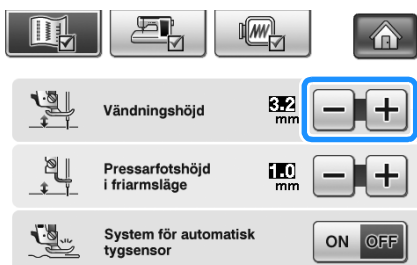 Vändningshöjd
3.2
mm
Pressarfotshöjd
i friarmsläge
1.0
mm
System för automatisk
tygsensor
ON OFF